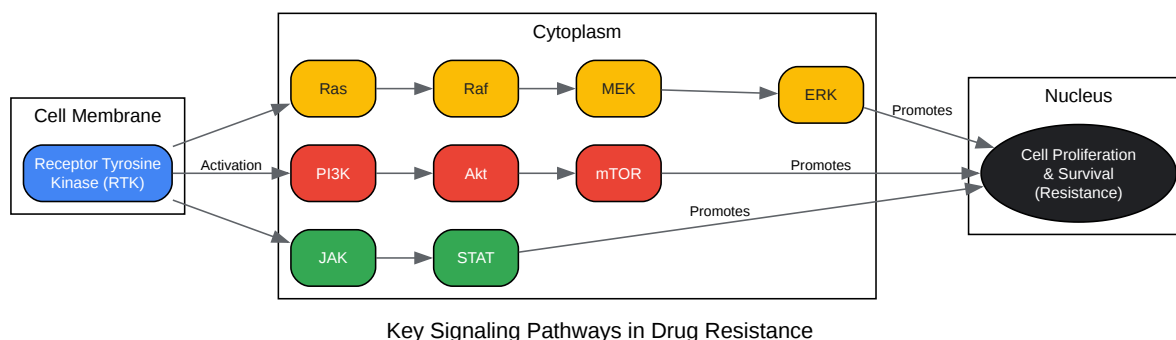 Cytoplasm
Ras
Raf
MEK
ERK
Promotes
Nucleus
Cell Membrane
Receptor Tyrosine
Kinase (RTK)
Activation
PI3K
Akt
mTOR
Promotes
Cell Proliferation
& Survival
(Resistance)
JAK
STAT
Promotes
Key Signaling Pathways in Drug Resistance